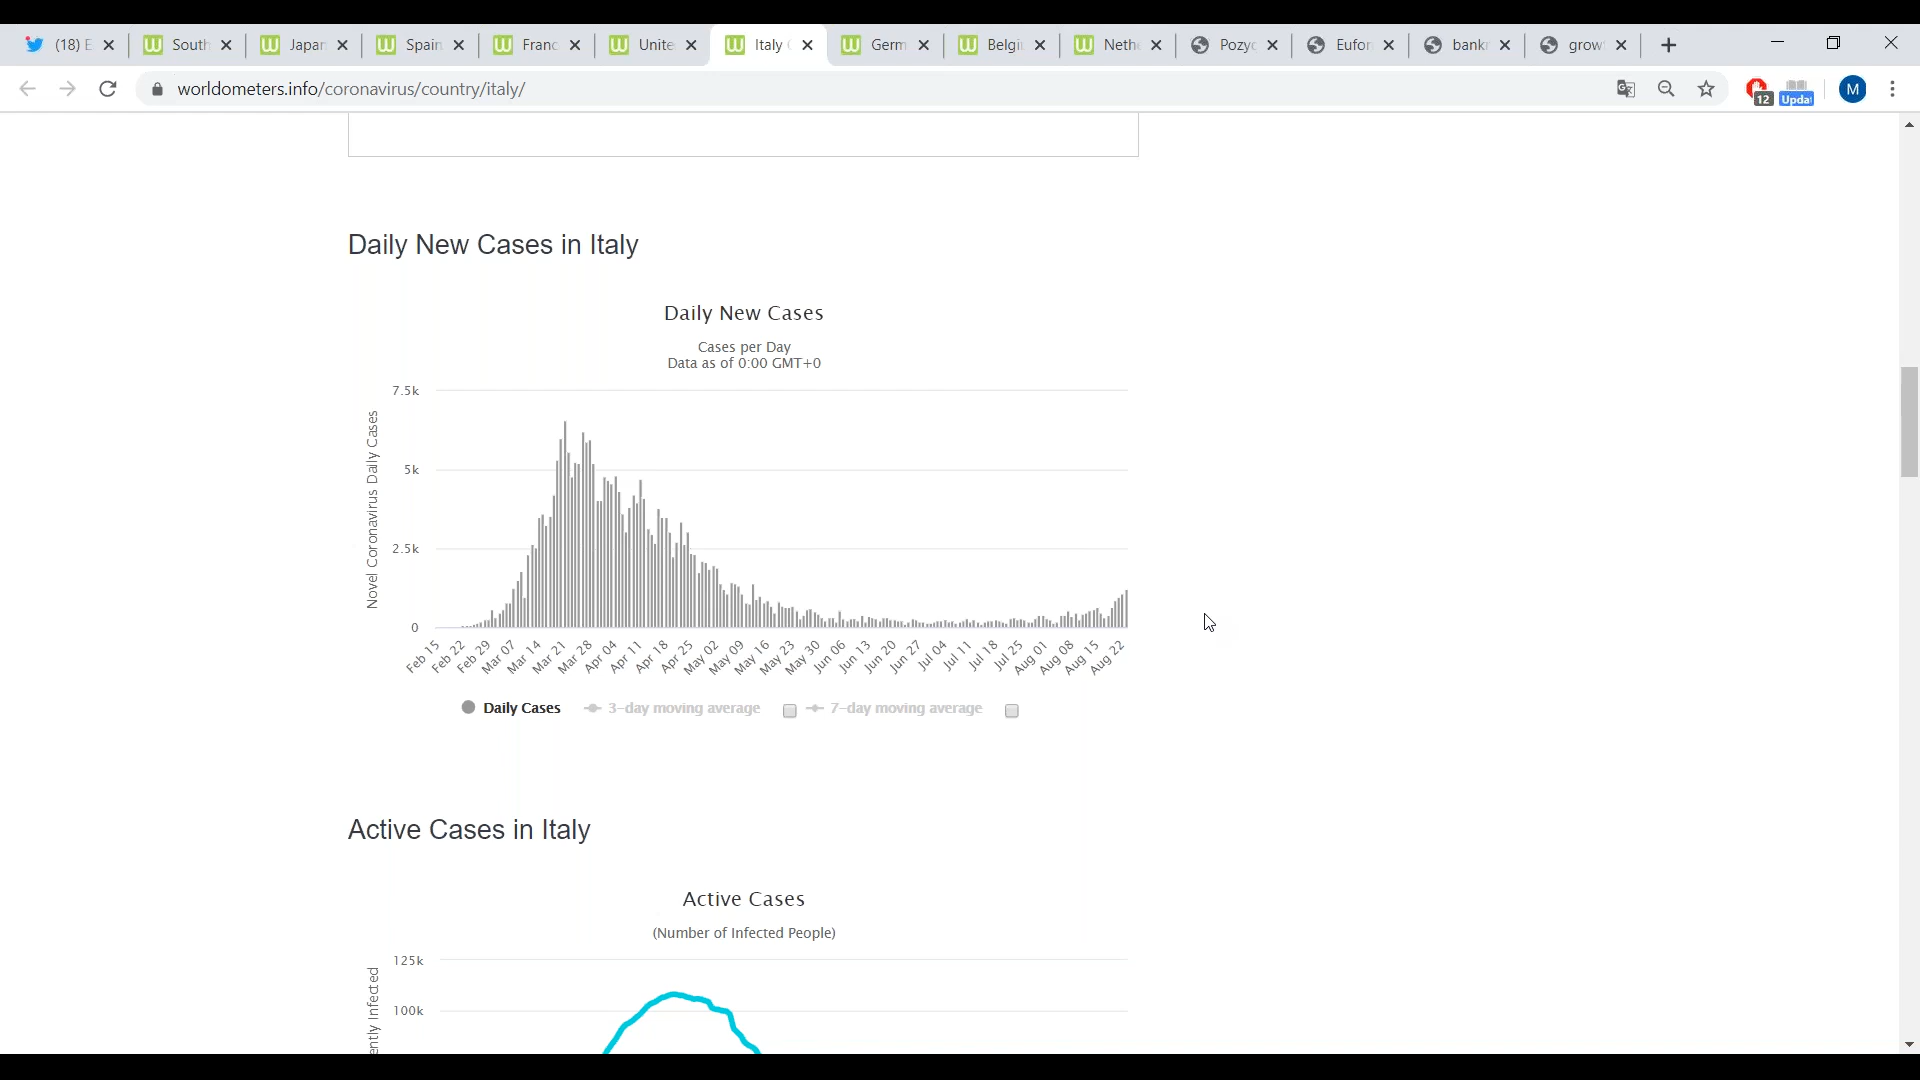 (18) E
South
Japan
Spain
Franc
Unite
Italy
Germ
Belgi
Neth
Pozyc
Eufor
bankr
grow
worldometers.info/coronavirus/country/italy/
12
Updat
M
Daily New Cases in Italy
Daily New Cases
Cases per Day
Data as of 0:00 GMT+0
Novel Coronavirus Daily Cases
7.5k
5k
2.5k
0
Feb 15
Feb 22
Feb 29
Mar 07
Mar 14
Mar 21
Mar 28
Apr 04
Apr 11
Apr 18
Apr 25
May 02
May 09
May 16
May 23
May 30
Jun 06
Jun 13
Jun 20
Jun 27
Jul 04
Jul 11
Jul 18
Jul 25
Aug 01
Aug 08
Aug 15
Aug 22
Daily Cases
3-day moving average
7-day moving average
Active Cases in Italy
Active Cases
(Number of Infected People)
125k
100k
ently Infected